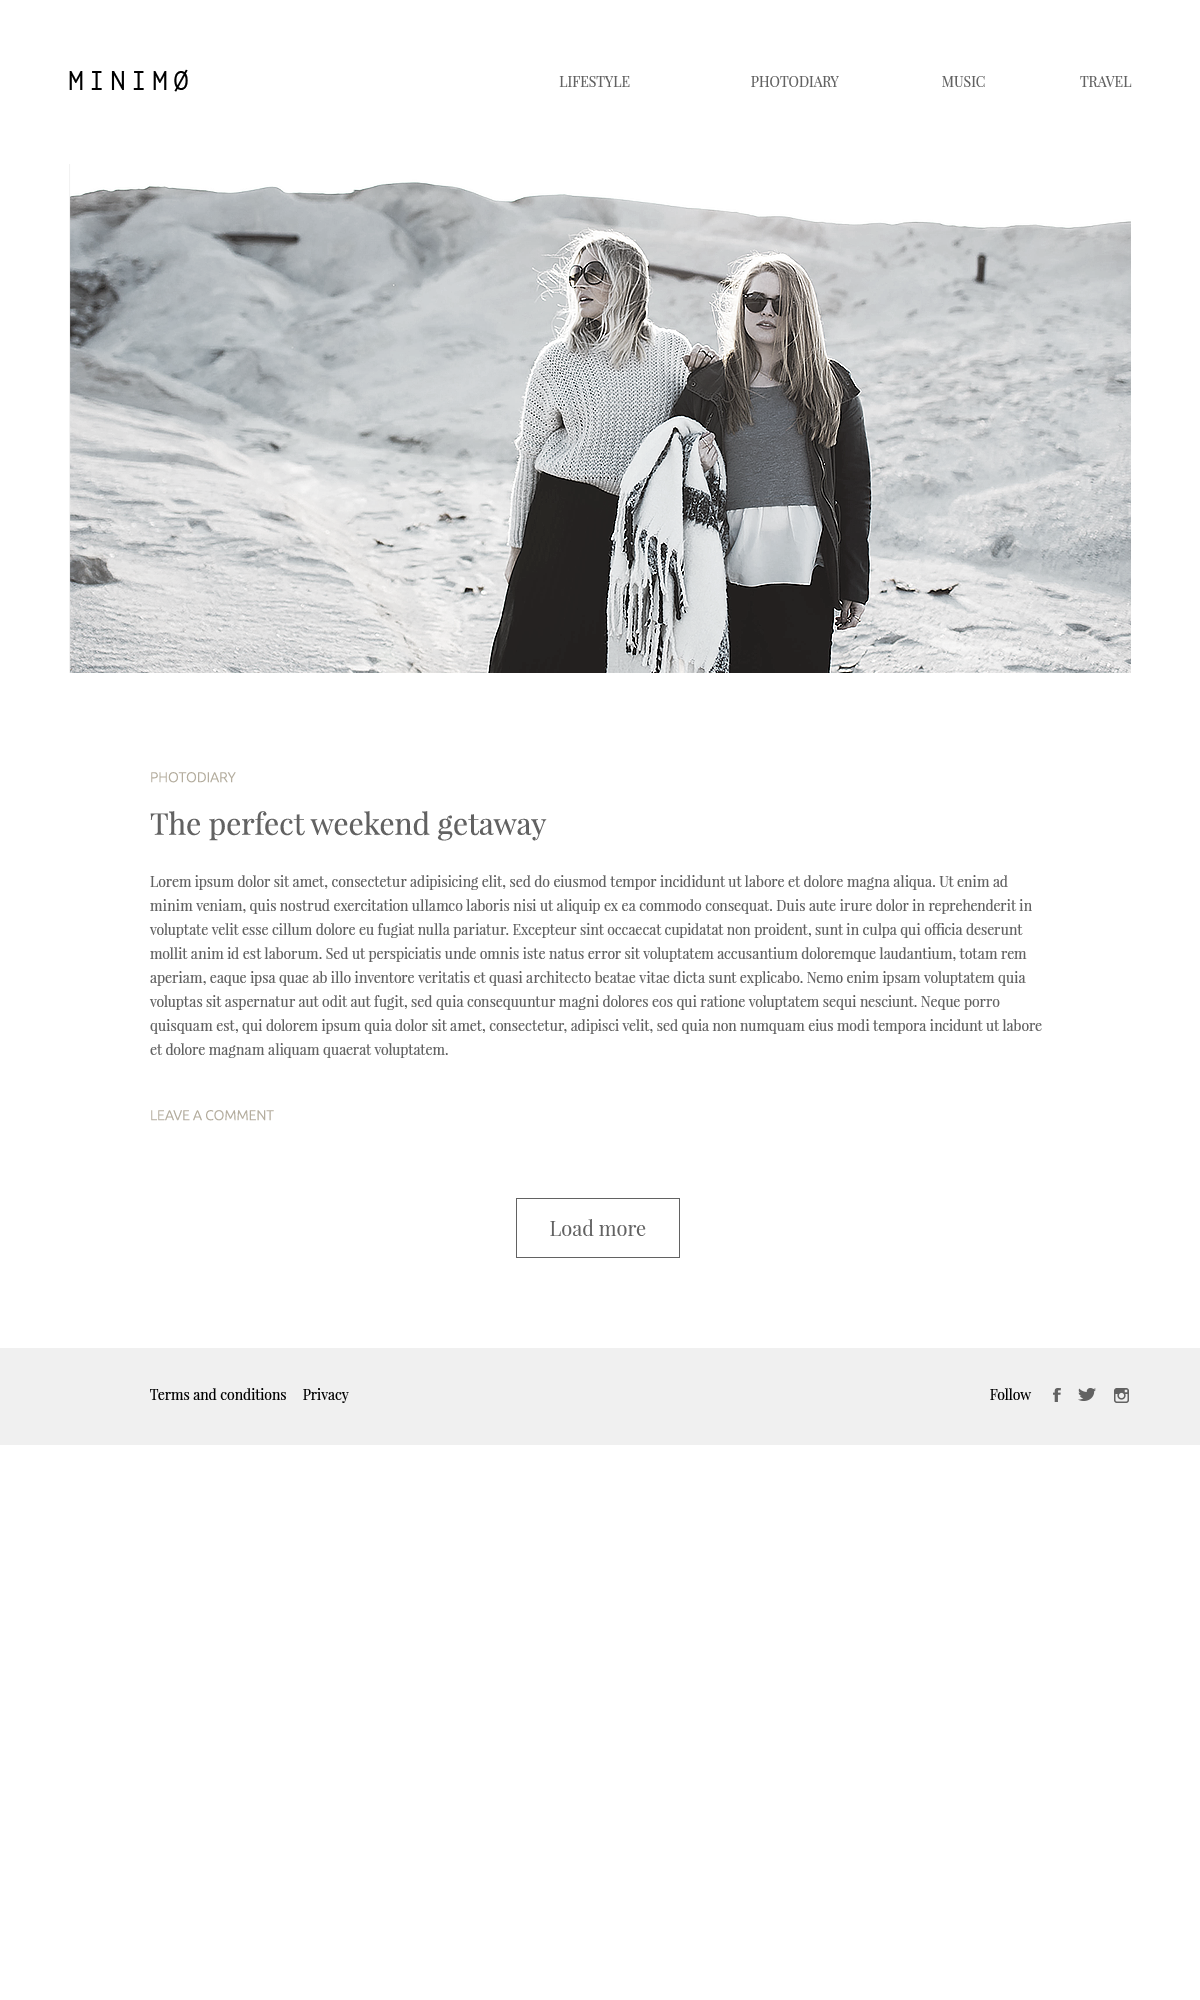 MINIMØ
LIFESTYLE PHOTODIARY MUSIC TRAVEL
PHOTODIARY
The perfect weekend getaway
Lorem ipsum dolor sit amet, consectetur adipisicing elit, sed do eiusmod tempor incididunt ut labore et dolore magna aliqua. Ut enim ad
minim veniam, quis nostrud exercitation ullamco laboris nisi ut aliquip ex ea commodo consequat. Duis aute irure dolor in reprehenderit in
voluptate velit esse cillum dolore eu fugiat nulla pariatur. Excepteur sint occaecat cupidatat non proident, sunt in culpa qui officia deserunt
mollit anim id est laborum. Sed ut perspiciatis unde omnis iste natus error sit voluptatem accusantium doloremque laudantium, totam rem
aperiam, eaque ipsa quae ab illo inventore veritatis et quasi architecto beatae vitae dicta sunt explicabo. Nemo enim ipsam voluptatem quia
voluptas sit aspernatur aut odit aut fugit, sed quia consequuntur magni dolores eos qui ratione voluptatem sequi nesciunt. Neque porro
quisquam est, qui dolorem ipsum quia dolor sit amet, consectetur, adipisci velit, sed quia non numquam eius modi tempora incidunt ut labore
et dolore magnam aliquam quaerat voluptatem.
LEAVE A COMMENT
Load more
Terms and conditions Privacy Follow